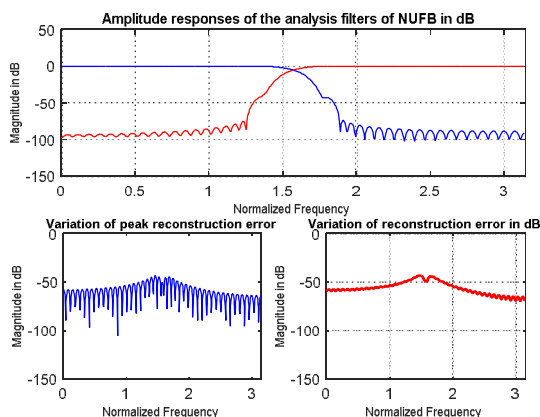 Amplitude responses of the analysis filters of NUFB in dB
50
0
-50
-100
-150
Magnitude in dB
0 0.5 1 1.5 2 2.5 3
Normalized Frequency
Variation of peak reconstruction error
0
-50
-100
-150
Magnitude in dB
0 1 2 3
Normalized Frequency
Variation of reconstruction error in dB
0
-50
-100
-150
Magnitude in dB
0 1 2 3
Normalized Frequency